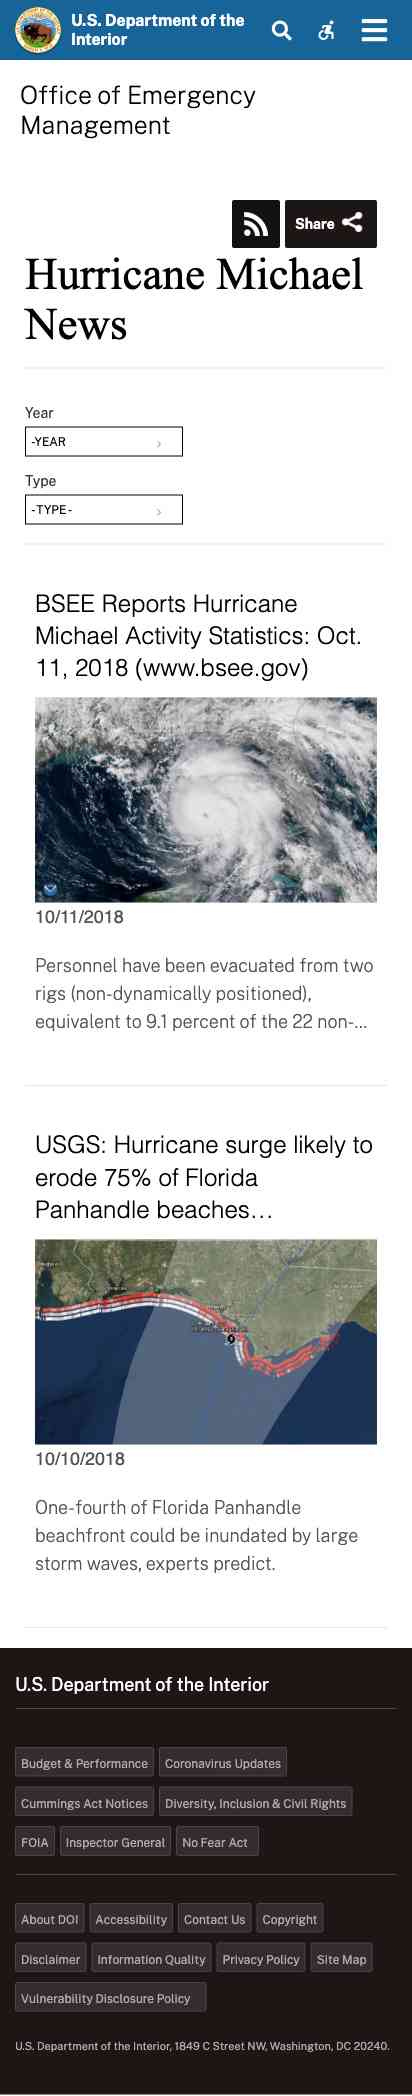 U.S. Department of the
Interior
Office of Emergency
Management
Share
Hurricane Michael
News
Year
-YEAR
Type
-TYPE-
BSEE Reports Hurricane
Michael Activity Statistics: Oct.
11, 2018 (www.bsee.gov)
10/11/2018
Personnel have been evacuated from two
rigs (non-dynamically positioned),
equivalent to 9.1 percent of the 22 non-...
USGS: Hurricane surge likely to
erode 75% of Florida
Panhandle beaches...
10/10/2018
One-fourth of Florida Panhandle
beachfront could be inundated by large
storm waves, experts predict.
U.S. Department of the Interior
Budget & Performance Coronavirus Updates
Cummings Act Notices Diversity, Inclusion & Civil Rights
FOIA Inspector General No Fear Act
About DOI Accessibility Contact Us Copyright
Disclaimer Information Quality Privacy Policy Site Map
Vulnerability Disclosure Policy
U.S. Department of the Interior, 1849 C Street NW, Washington, DC 20240.